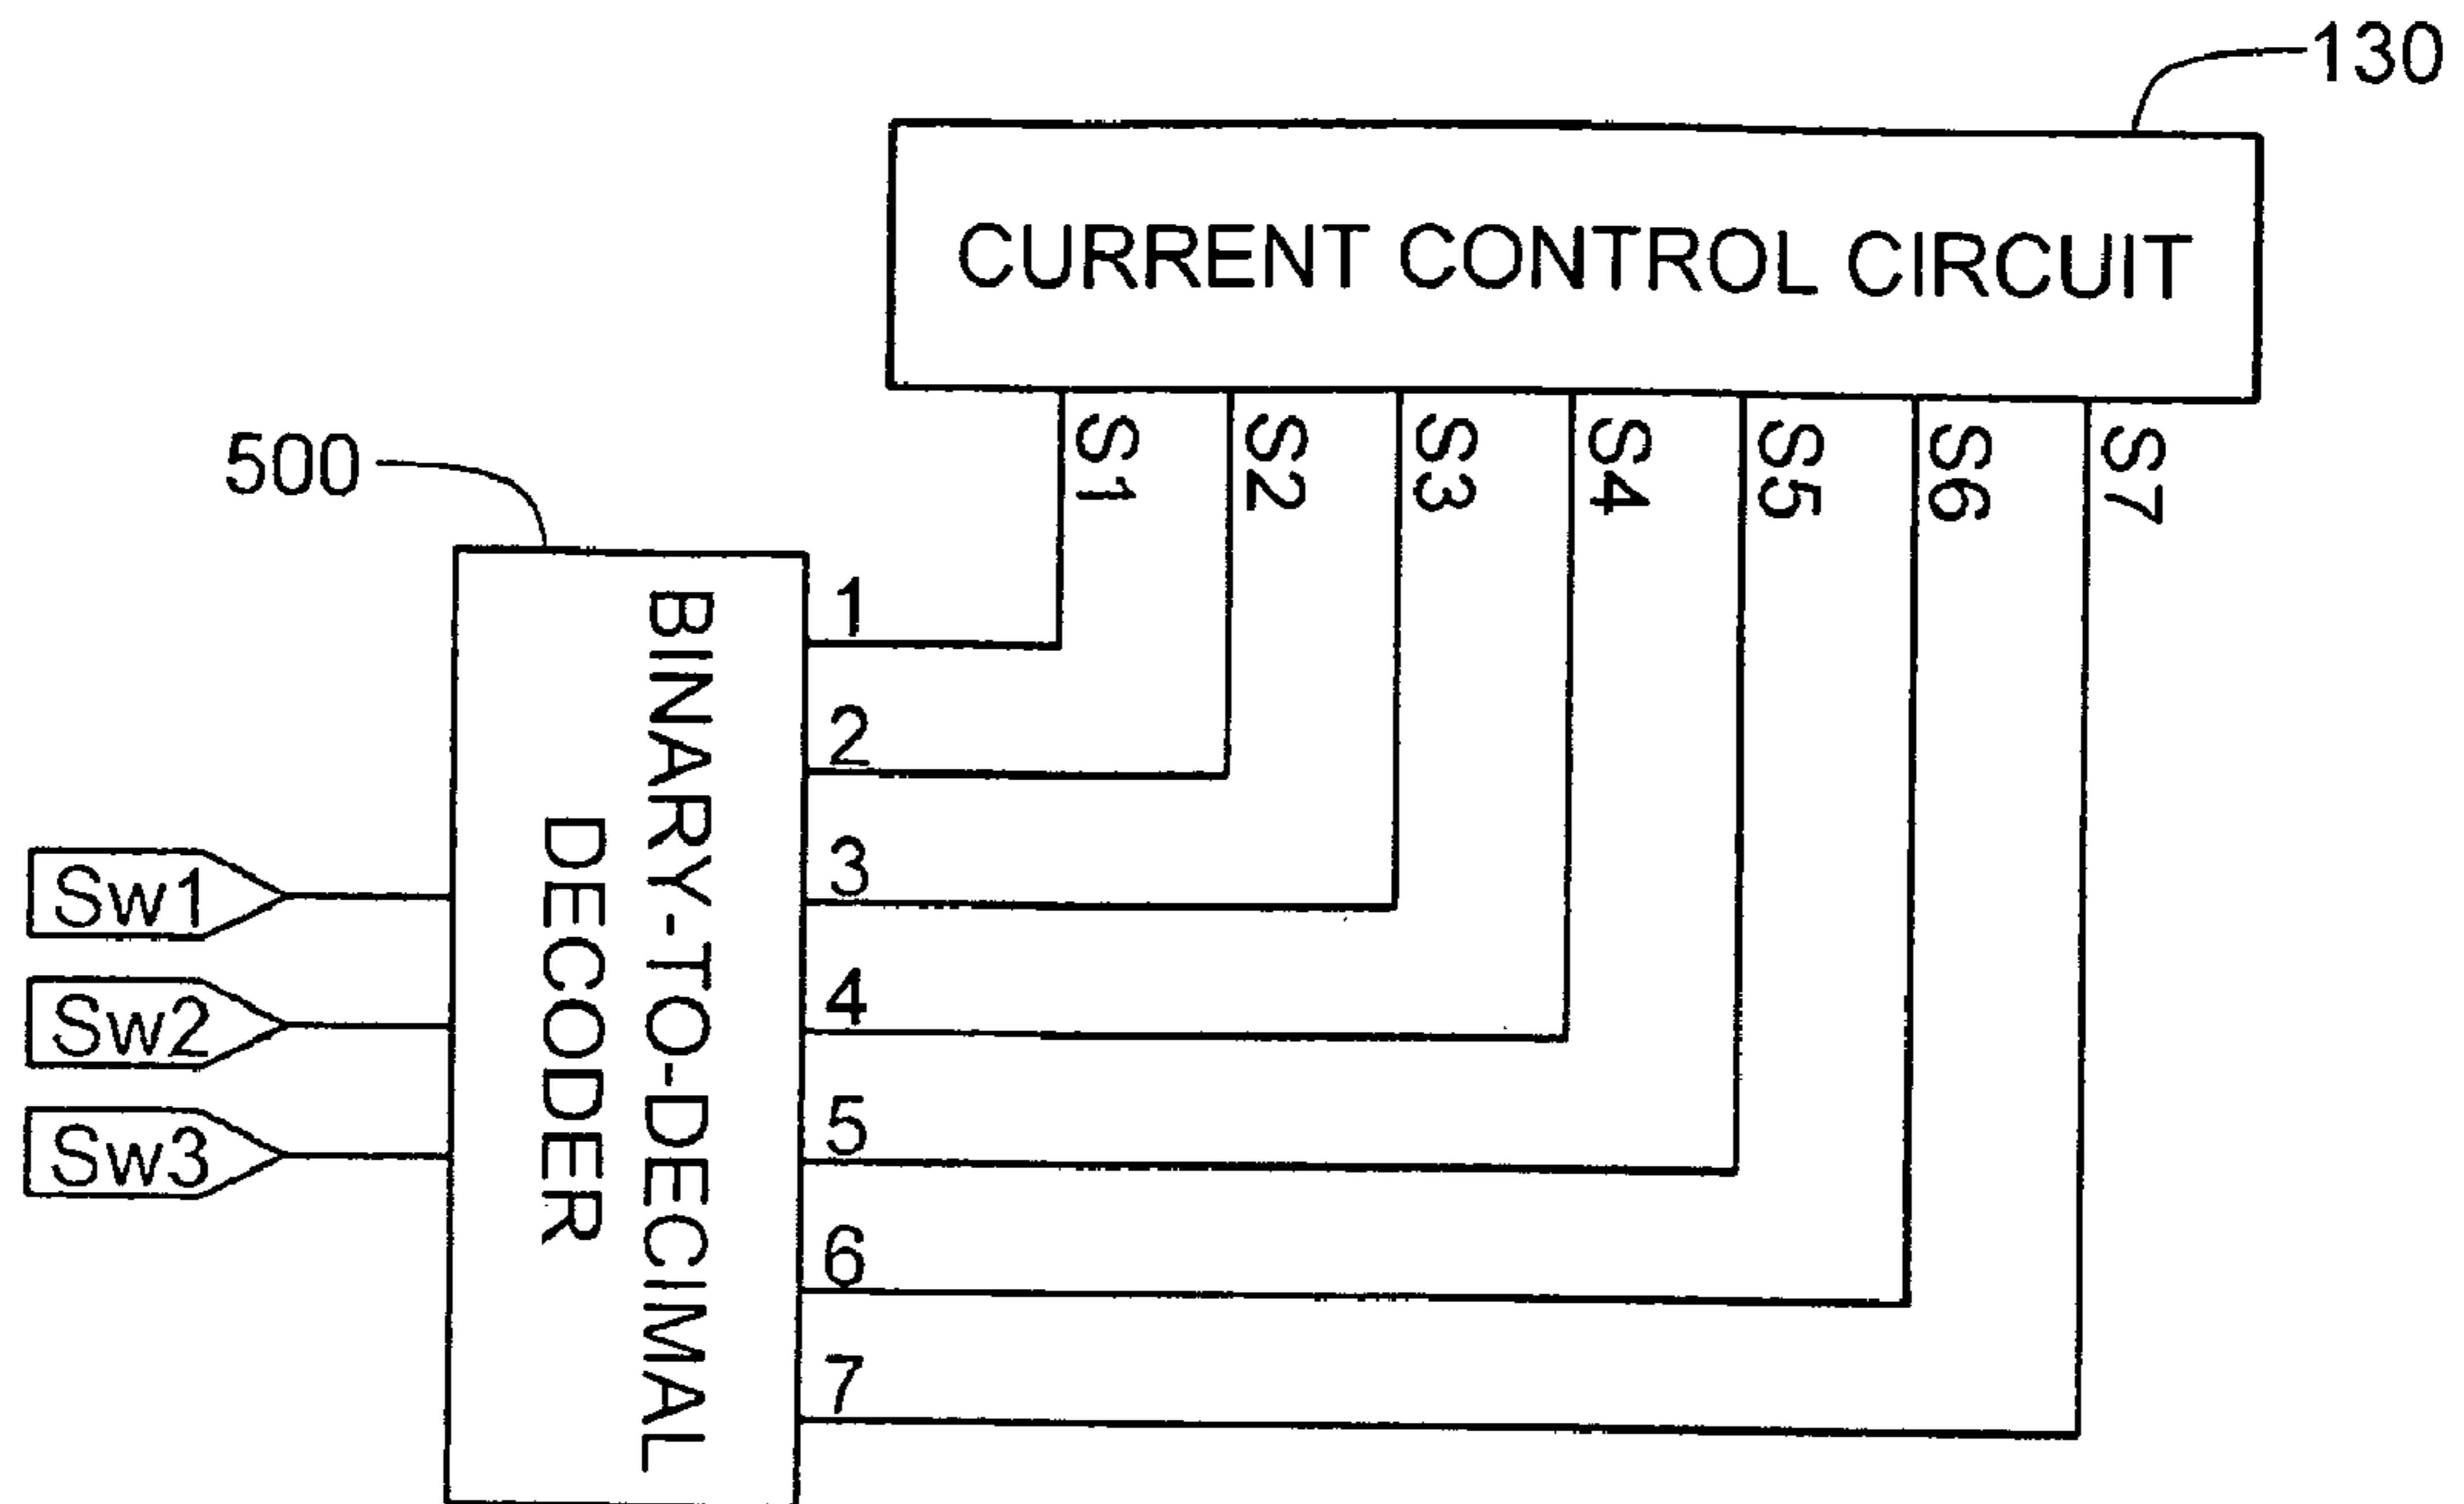 130
CURRENT CONTROL CIRCUIT
S1
S2
S3
S4
S5
S6
S7
500
BINARY-TO-DECIMAL
DECODER
1
2
3
4
5
6
7
Sw1
Sw2
Sw3